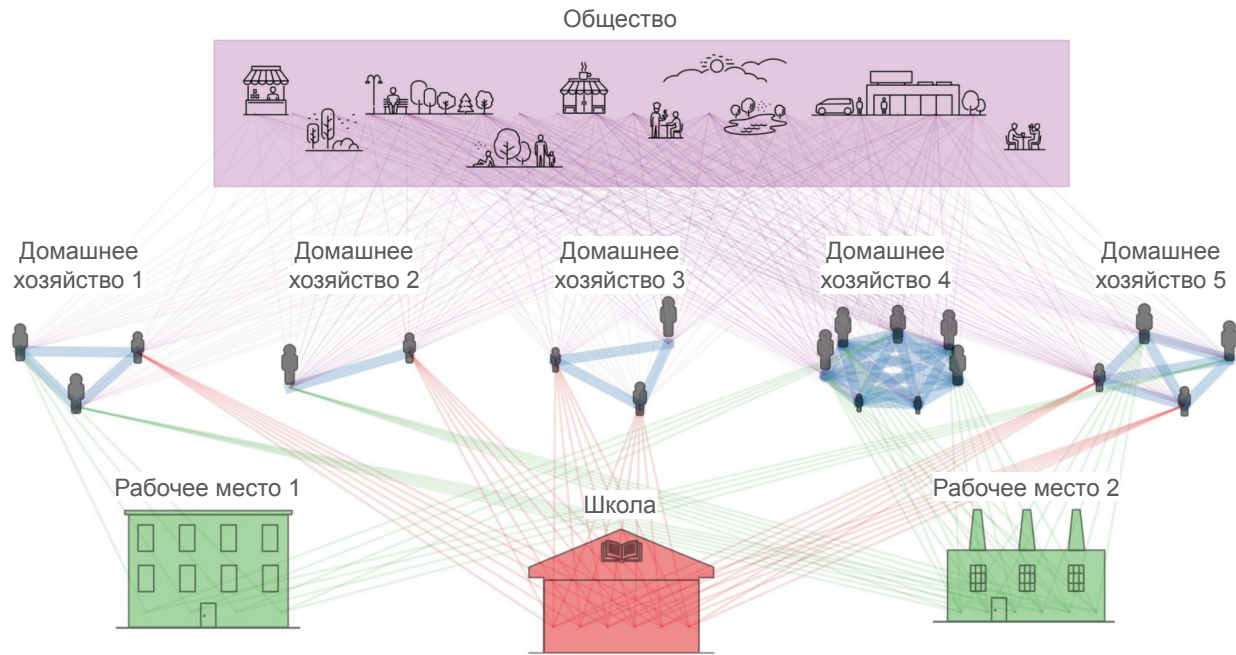 Общество
Домашнее
хозяйство 1
Домашнее
хозяйство 2
Домашнее
хозяйство 3
Домашнее
хозяйство 4
Домашнее
хозяйство 5
Рабочее место 1
Школа
Рабочее место 2